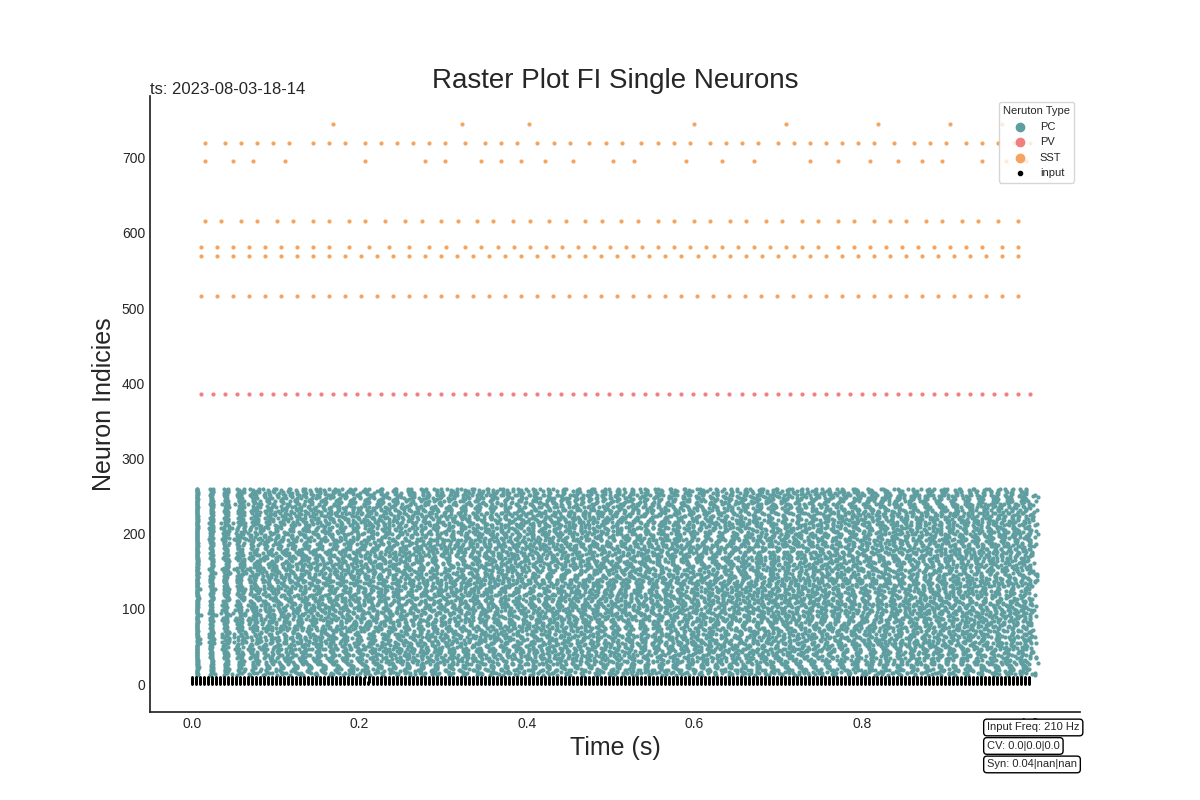 Raster Plot FI Single Neurons
ts: 2023-08-03-18-14
Neruton Type
PC
PV
SST
input
Neuron Indicies
700
600
500
400
300
200
100
0
0.0
0.2
0.4
0.6
0.8
Time (s)
Input Freq: 210 Hz
CV: 0.0|0.0|0.0
Syn: 0.04|nan|nan